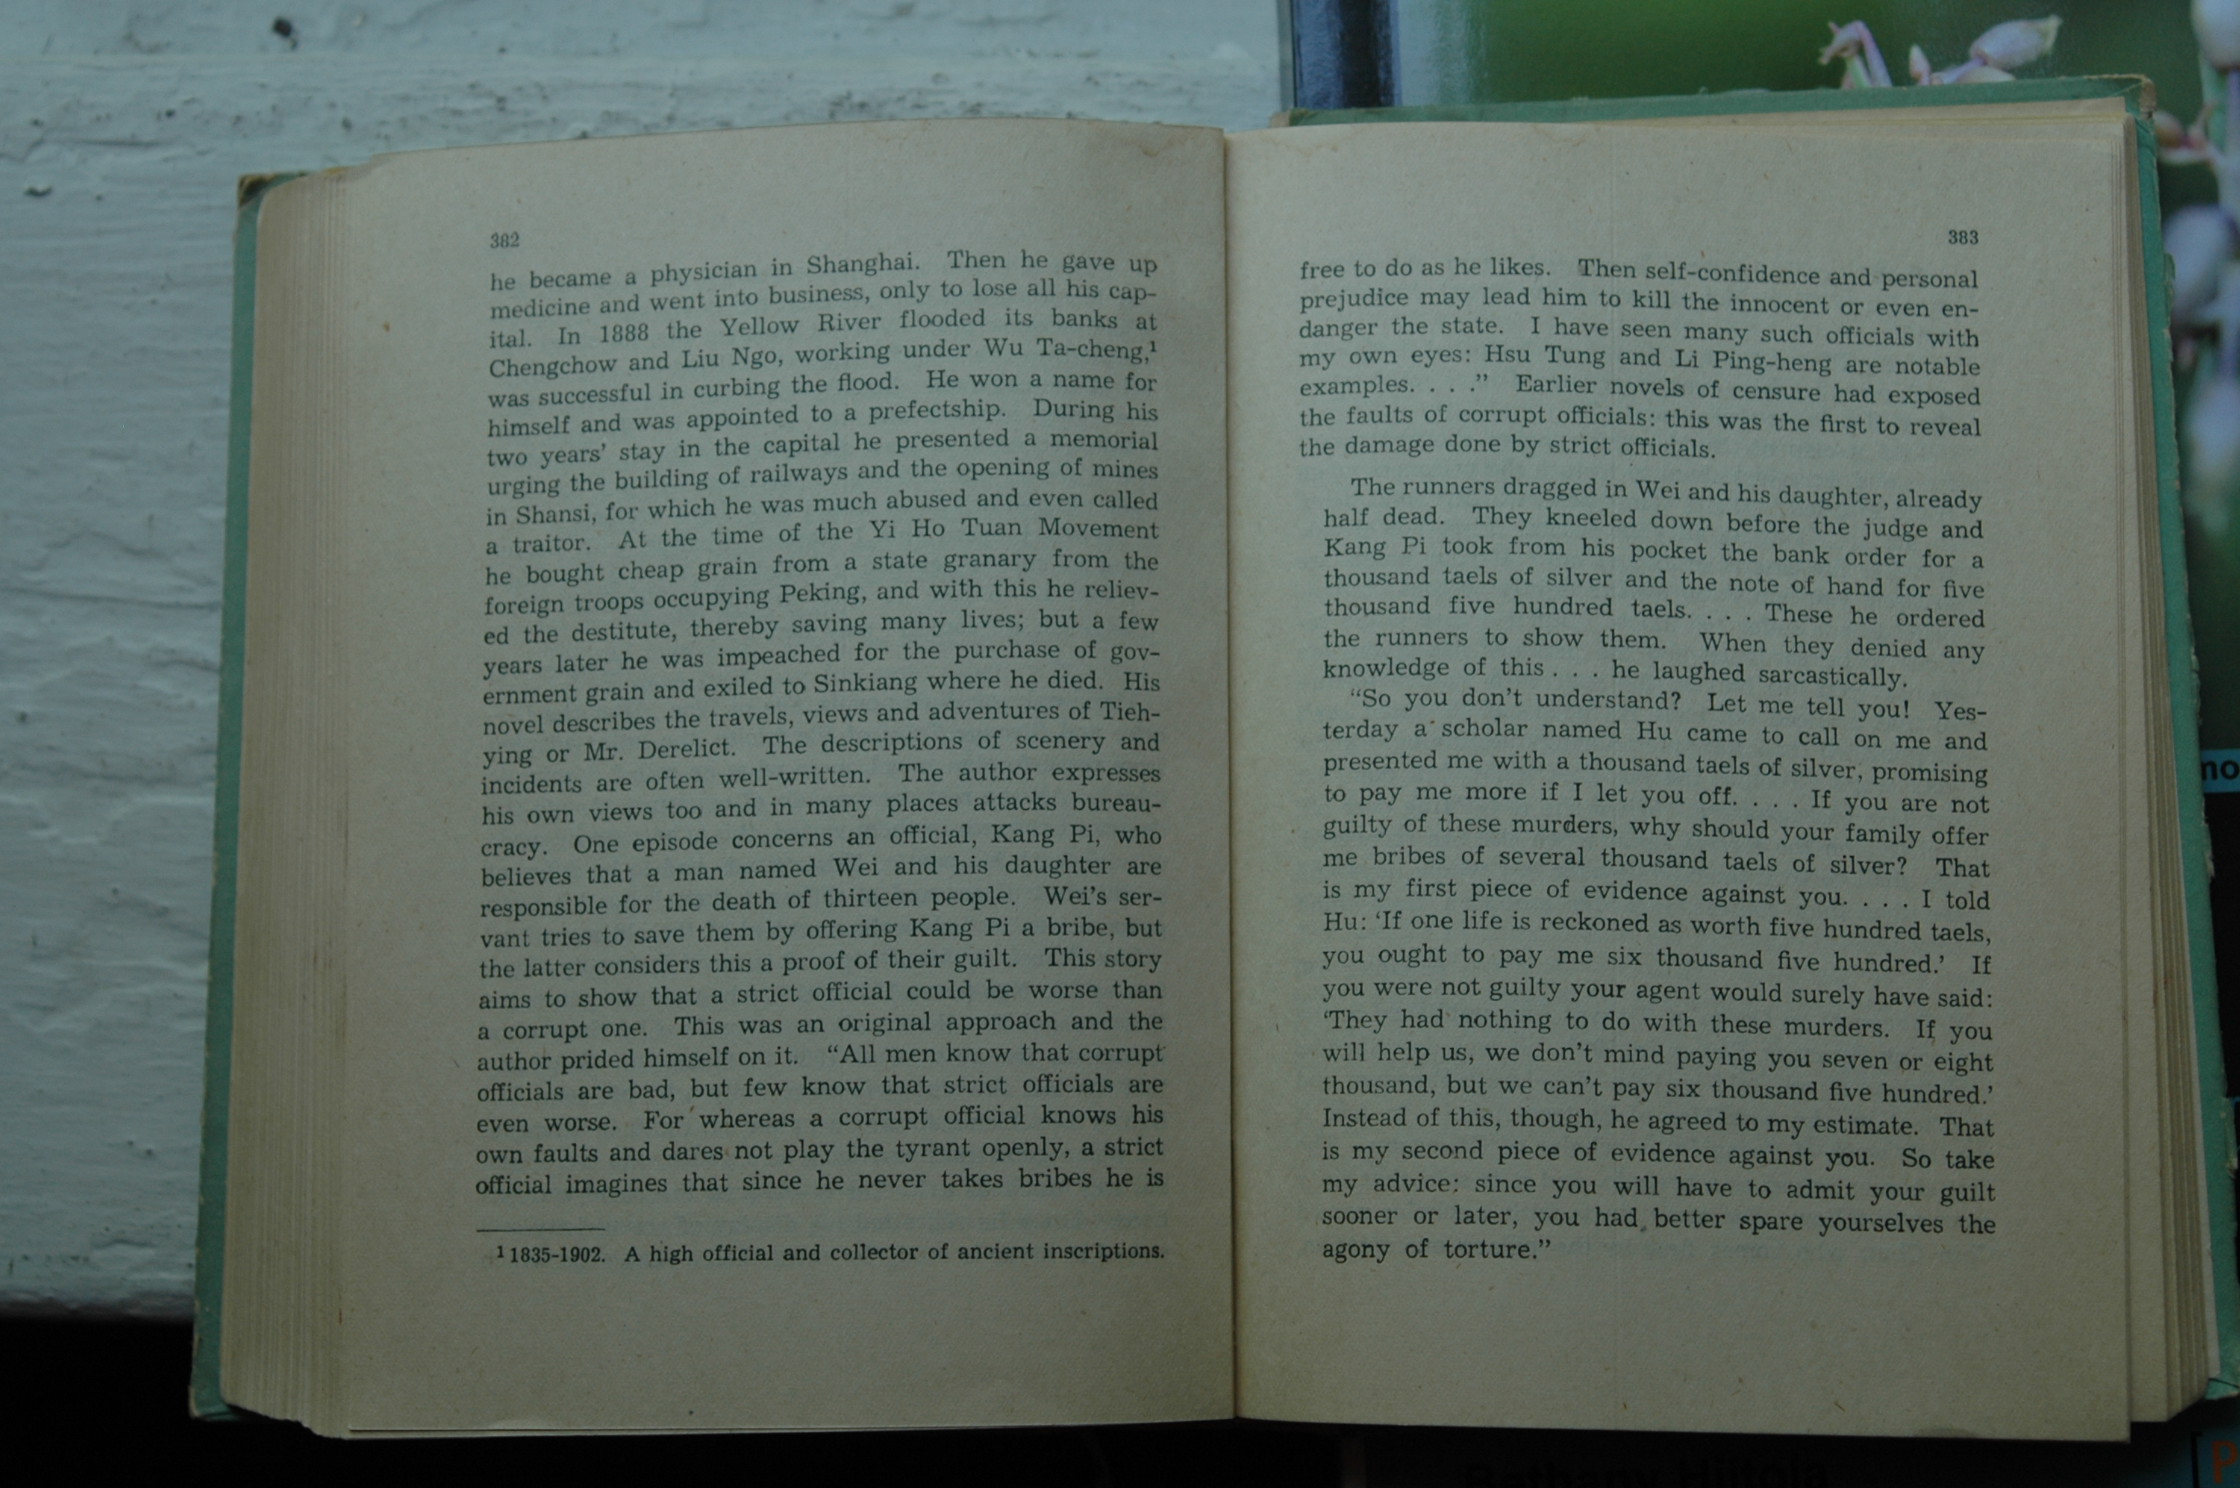 382
he became a physician in Shanghai. Then he gave up
medicine and went into business, only to lose all his cap-
ital. In 1888 the Yellow River flooded its banks at
Chengchow and Liu Ngo, working under Wu Ta-cheng,¹
was successful in curbing the flood. He won a name for
himself and was appointed to a prefectship. During his
two years’ stay in the capital he presented a memorial
urging the building of railways and the opening of mines
in Shansi, for which he was much abused and even called
a traitor. At the time of the Yi Ho Tuan Movement
he bought cheap grain from a state granary from the
foreign troops occupying Peking, and with this he reliev-
ed the destitute, thereby saving many lives; but a few
years later he was impeached for the purchase of gov-
ernment grain and exiled to Sinkiang where he died. His
novel describes the travels, views and adventures of Tieh-
ying or Mr. Derelict. The descriptions of scenery and
incidents are often well-written. The author expresses
his own views too and in many places attacks bureau-
cracy. One episode concerns an official, Kang Pi, who
believes that a man named Wei and his daughter are
responsible for the death of thirteen people. Wei’s ser-
vant tries to save them by offering Kang Pi a bribe, but
the latter considers this a proof of their guilt. This story
aims to show that a strict official could be worse than
a corrupt one. This was an original approach and the
author prided himself on it. “All men know that corrupt
officials are bad, but few know that strict officials are
even worse. For whereas a corrupt official knows his
own faults and dares not play the tyrant openly, a strict
official imagines that since he never takes bribes he is
¹ 1835-1902. A high official and collector of ancient inscriptions.
383
free to do as he likes. Then self-confidence and personal
prejudice may lead him to kill the innocent or even en-
danger the state. I have seen many such officials with
my own eyes: Hsu Tung and Li Ping-heng are notable
examples. . . .” Earlier novels of censure had exposed
the faults of corrupt officials: this was the first to reveal
the damage done by strict officials.
The runners dragged in Wei and his daughter, already
half dead. They kneeled down before the judge and
Kang Pi took from his pocket the bank order for a
thousand taels of silver and the note of hand for five
thousand five hundred taels. . . . These he ordered
the runners to show them. When they denied any
knowledge of this . . . he laughed sarcastically.
“So you don’t understand? Let me tell you! Yes-
terday a scholar named Hu came to call on me and
presented me with a thousand taels of silver, promising
to pay me more if I let you off. . . . If you are not
guilty of these murders, why should your family offer
me bribes of several thousand taels of silver? That
is my first piece of evidence against you. . . . I told
Hu: ‘If one life is reckoned as worth five hundred taels,
you ought to pay me six thousand five hundred.’ If
you were not guilty your agent would surely have said:
‘They had nothing to do with these murders. If you
will help us, we don’t mind paying you seven or eight
thousand, but we can’t pay six thousand five hundred.’
Instead of this, though, he agreed to my estimate. That
is my second piece of evidence against you. So take
my advice: since you will have to admit your guilt
sooner or later, you had better spare yourselves the
agony of torture.”